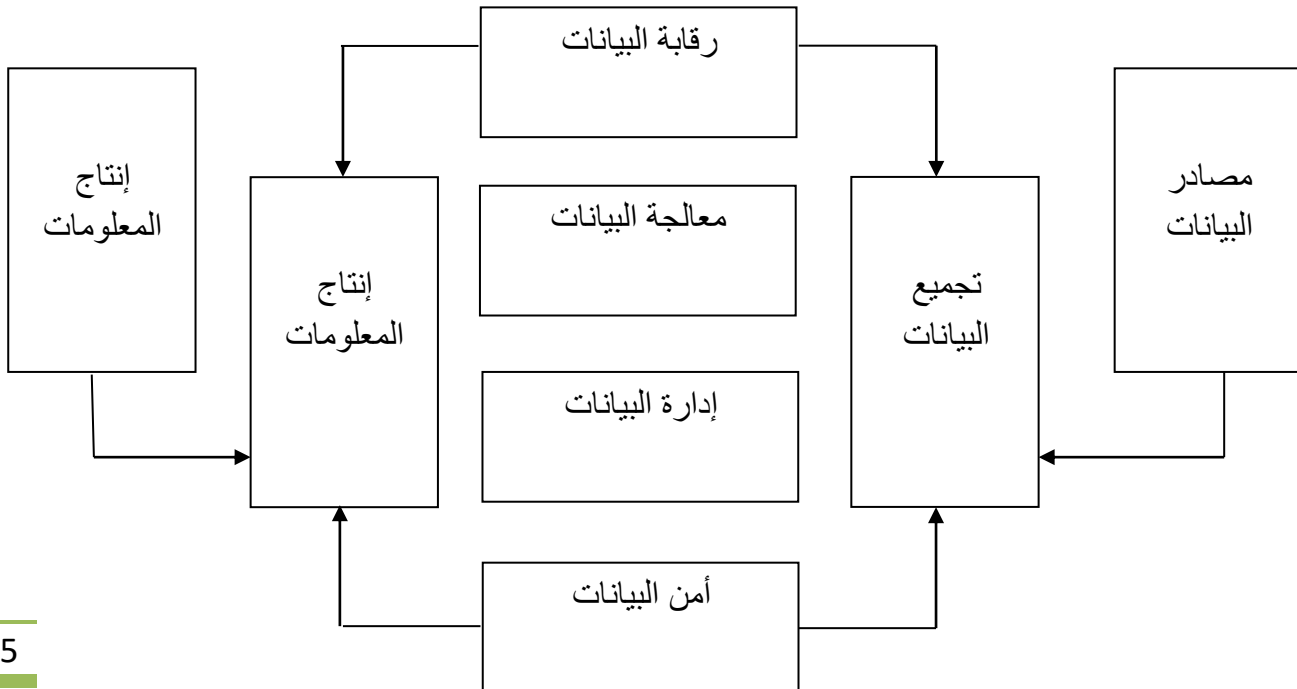 رقابة البيانات
مصادر
البيانات
إنتاج
المعلومات
معالجة البيانات
تجميع
البيانات
إنتاج
المعلومات
إدارة البيانات
أمن البيانات
5